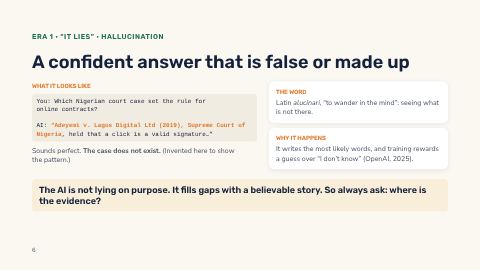 ERA 1 • "IT LIES" • HALLUCINATION
A confident answer that is false or made up
WHAT IT LOOKS LIKE
You: Which Nigerian court case set the rule for
online contracts?
AI: "Adeyemi v. Lagos Digital Ltd (2019), Supreme Court of
Nigeria, held that a click is a valid signature…"
Sounds perfect. The case does not exist. (Invented here to show
the pattern.)
THE WORD
Latin alucinari, "to wander in the mind": seeing what
is not there.
WHY IT HAPPENS
It writes the most likely words, and training rewards
a guess over "I don't know" (OpenAI, 2025).
The AI is not lying on purpose. It fills gaps with a believable story. So always ask: where is
the evidence?
6